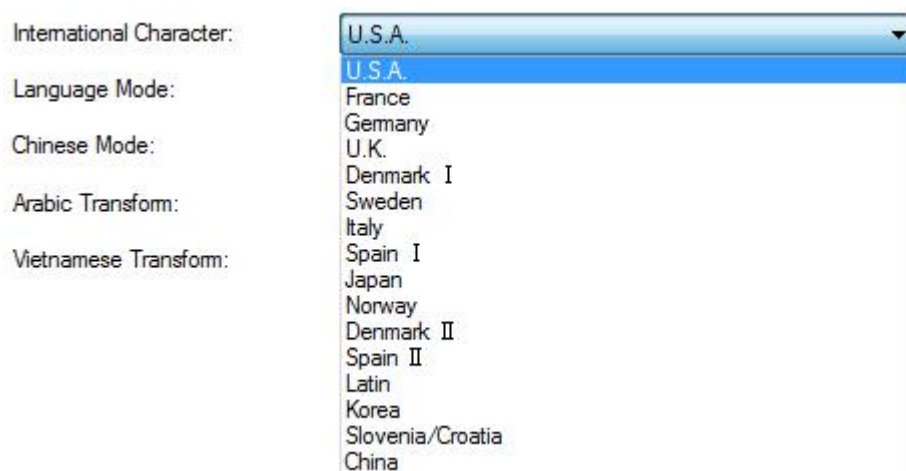 International Character:
U.S.A.
U.S.A.
France
Language Mode:
Germany
Chinese Mode:
U.K.
Denmark Ⅰ
Arabic Transform:
Sweden
Italy
Vietnamese Transform:
Spain Ⅰ
Japan
Norway
Denmark Ⅱ
Spain Ⅱ
Latin
Korea
Slovenia/Croatia
China